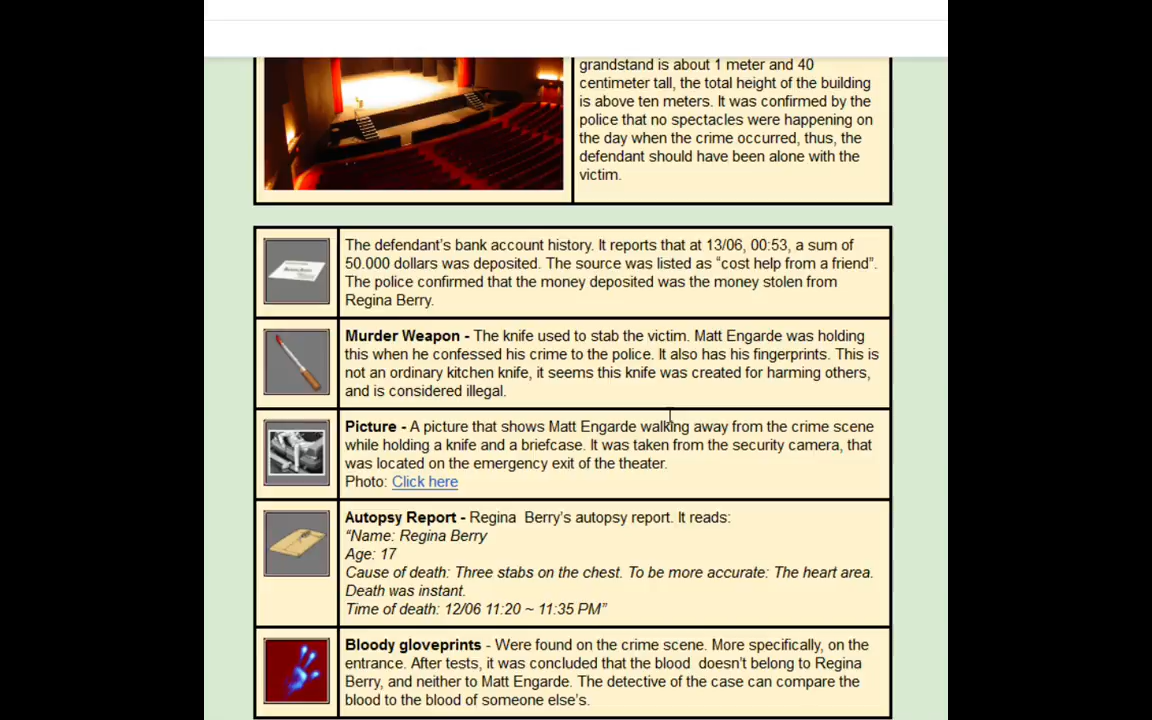 grandstand is about 1 meter and 40
centimeter tall, the total height of the building
is above ten meters. It was confirmed by the
police that no spectacles were happening on
the day when the crime occurred, thus, the
defendant should have been alone with the
victim.
The defendant's bank account history. It reports that at 13/06, 00:53, a sum of
50.000 dollars was deposited. The source was listed as “cost help from a friend”.
The police confirmed that the money deposited was the money stolen from
Regina Berry.
Murder Weapon - The knife used to stab the victim. Matt Engarde was holding
this when he confessed his crime to the police. It also has his fingerprints. This is
not an ordinary kitchen knife, it seems this knife was created for harming others,
and is considered illegal.
Picture - A picture that shows Matt Engarde walking away from the crime scene
while holding a knife and a briefcase. It was taken from the security camera, that
was located on the emergency exit of the theater.
Photo: Click here
Autopsy Report - Regina Berry's autopsy report. It reads:
“Name: Regina Berry
Age: 17
Cause of death: Three stabs on the chest. To be more accurate: The heart area.
Death was instant.
Time of death: 12/06 11:20 ~ 11:35 PM”
Bloody gloveprints - Were found on the crime scene. More specifically, on the
entrance. After tests, it was concluded that the blood doesn't belong to Regina
Berry, and neither to Matt Engarde. The detective of the case can compare the
blood to the blood of someone else's.